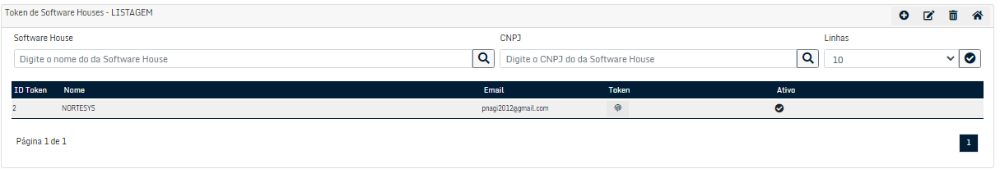 Token de Software Houses - LISTAGEM
Software House CNPJ Linhas
Digite o nome do da Software House Digite o CNPJ do da Software House 10
ID Token Nome Email Token Ativo
2 NORTESYS pnagi2012@gmail.com
Página 1 de 1 1